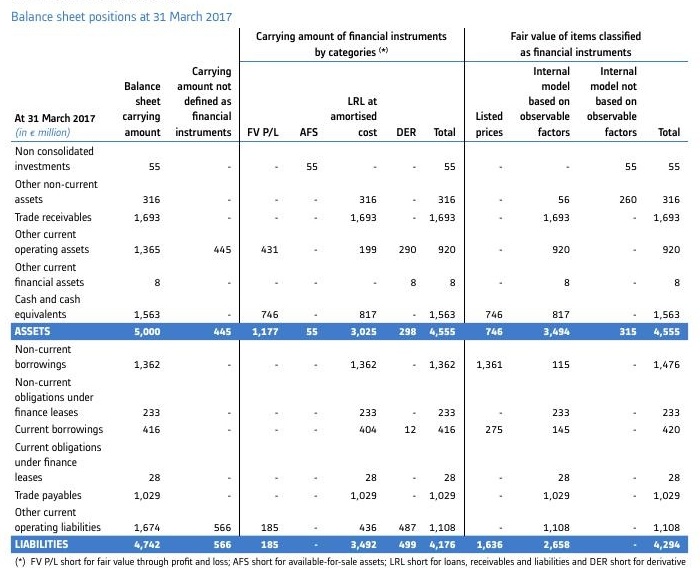 Balance sheet positions at 31 March 2017
Carrying amount of financial instruments by categories (*)
Fair value of items classified as financial instruments
At 31 March 2017 (in € million) Balance sheet carrying amount Carrying amount not defined as financial instruments FV P/L AFS LRL at amortised cost DER Total Listed prices Internal model based on observable factors Internal model not based on observable factors Total
Non consolidated
investments 55 - - 55 - - 55 - - 55 55
Other non-current
assets 316 - - - 316 - 316 - 56 260 316
Trade receivables 1,693 - - - 1,693 - 1,693 - 1,693 - 1,693
Other current
operating assets 1,365 445 431 - 199 290 920 - 920 - 920
Other current
financial assets 8 - - - - 8 8 - 8 - 8
Cash and cash
equivalents 1,563 - 746 - 817 - 1,563 746 817 - 1,563
ASSETS 5,000 445 1,177 55 3,025 298 4,555 746 3,494 315 4,555
Non-current
borrowings 1,362 - - - 1,362 - 1,362 1,361 115 - 1,476
Non-current
obligations under
finance leases 233 - - - 233 - 233 - 233 - 233
Current borrowings 416 - - - 404 12 416 275 145 - 420
Current obligations
under finance
leases 28 - - - 28 - 28 - 28 - 28
Trade payables 1,029 - - - 1,029 - 1,029 - 1,029 - 1,029
Other current
operating liabilities 1,674 566 185 - 436 487 1,108 - 1,108 - 1,108
LIABILITIES 4,742 566 185 - 3,492 499 4,176 1,636 2,658 - 4,294
(*) FV P/L short for fair value through profit and loss; AFS short for available-for-sale assets; LRL short for loans, receivables and liabilities and DER short for derivative